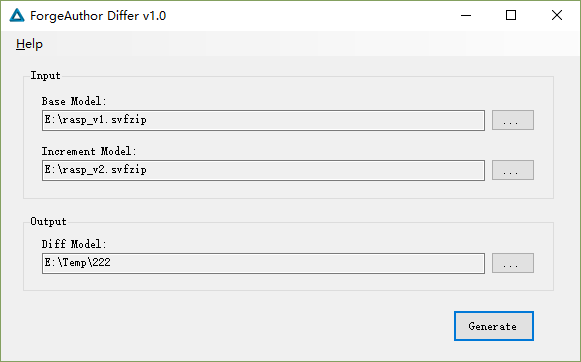 ForgeAuthor Differ v1.0
Help
Input
Base Model:
E:\rasp_v1.svfzip
...
Increment Model:
E:\rasp_v2.svfzip
...
Output
Diff Model:
E:\Temp\222
...
Generate